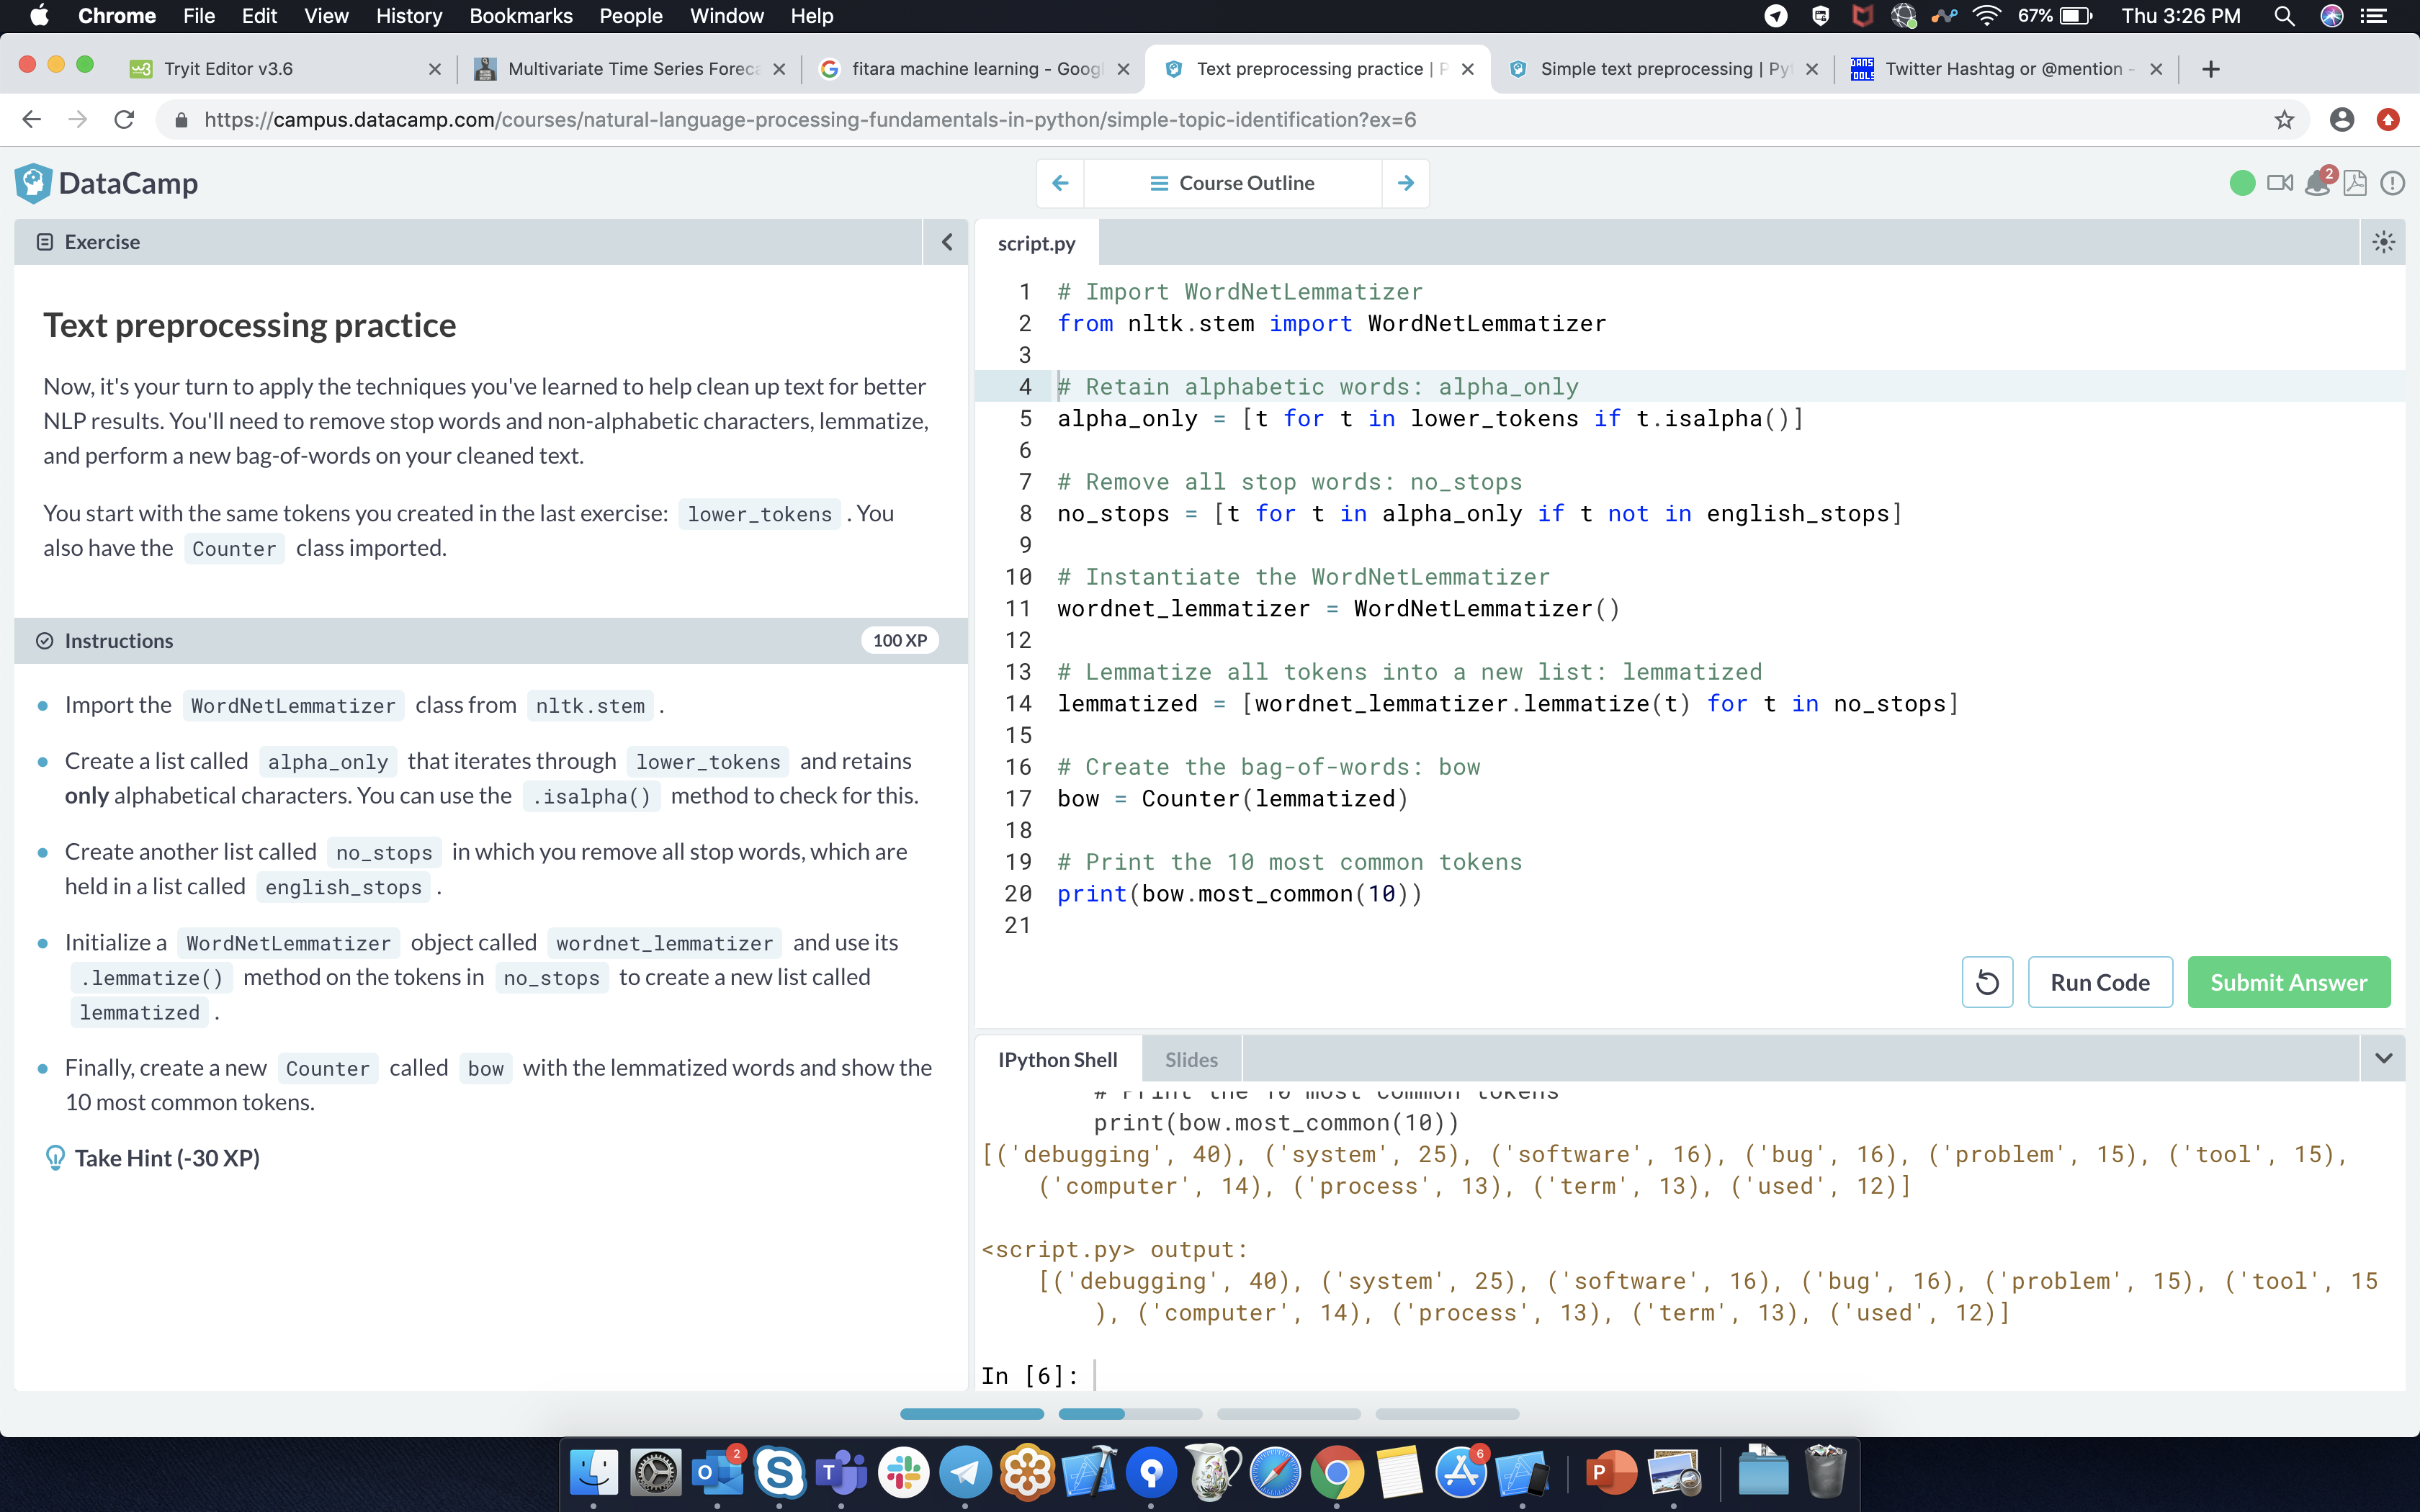 Chrome File Edit View History Bookmarks People Window Help 67% Thu 3:26 PM
Tryit Editor v3.6 Multivariate Time Series Foreca fitara machine learning - Goog Text preprocessing practice | P Simple text preprocessing | Py Twitter Hashtag or @mention -
https://campus.datacamp.com/courses/natural-language-processing-fundamentals-in-python/simple-topic-identification?ex=6
DataCamp
Course Outline
2
Exercise
Text preprocessing practice
Now, it's your turn to apply the techniques you've learned to help clean up text for better
NLP results. You'll need to remove stop words and non-alphabetic characters, lemmatize,
and perform a new bag-of-words on your cleaned text.
You start with the same tokens you created in the last exercise: lower_tokens . You
also have the Counter class imported.
Instructions
100 XP
Import the WordNetLemmatizer class from nltk.stem .
Create a list called alpha_only that iterates through lower_tokens and retains
only alphabetical characters. You can use the .isalpha() method to check for this.
Create another list called no_stops in which you remove all stop words, which are
held in a list called english_stops .
Initialize a WordNetLemmatizer object called wordnet_lemmatizer and use its
.lemmatize() method on the tokens in no_stops to create a new list called
lemmatized .
Finally, create a new Counter called bow with the lemmatized words and show the
10 most common tokens.
Take Hint (-30 XP)
script.py
1 # Import WordNetLemmatizer
2 from nltk.stem import WordNetLemmatizer
3
4 # Retain alphabetic words: alpha_only
5 alpha_only = [t for t in lower_tokens if t.isalpha()]
6
7 # Remove all stop words: no_stops
8 no_stops = [t for t in alpha_only if t not in english_stops]
9
10 # Instantiate the WordNetLemmatizer
11 wordnet_lemmatizer = WordNetLemmatizer()
12
13 # Lemmatize all tokens into a new list: lemmatized
14 lemmatized = [wordnet_lemmatizer.lemmatize(t) for t in no_stops]
15
16 # Create the bag-of-words: bow
17 bow = Counter(lemmatized)
18
19 # Print the 10 most common tokens
20 print(bow.most_common(10))
21
Run Code
Submit Answer
IPython Shell
Slides
# Print the 10 most common tokens
print(bow.most_common(10))
[('debugging', 40), ('system', 25), ('software', 16), ('bug', 16), ('problem', 15), ('tool', 15),
('computer', 14), ('process', 13), ('term', 13), ('used', 12)]
<script.py> output:
[('debugging', 40), ('system', 25), ('software', 16), ('bug', 16), ('problem', 15), ('tool', 15
), ('computer', 14), ('process', 13), ('term', 13), ('used', 12)]
In [6]:
2
6